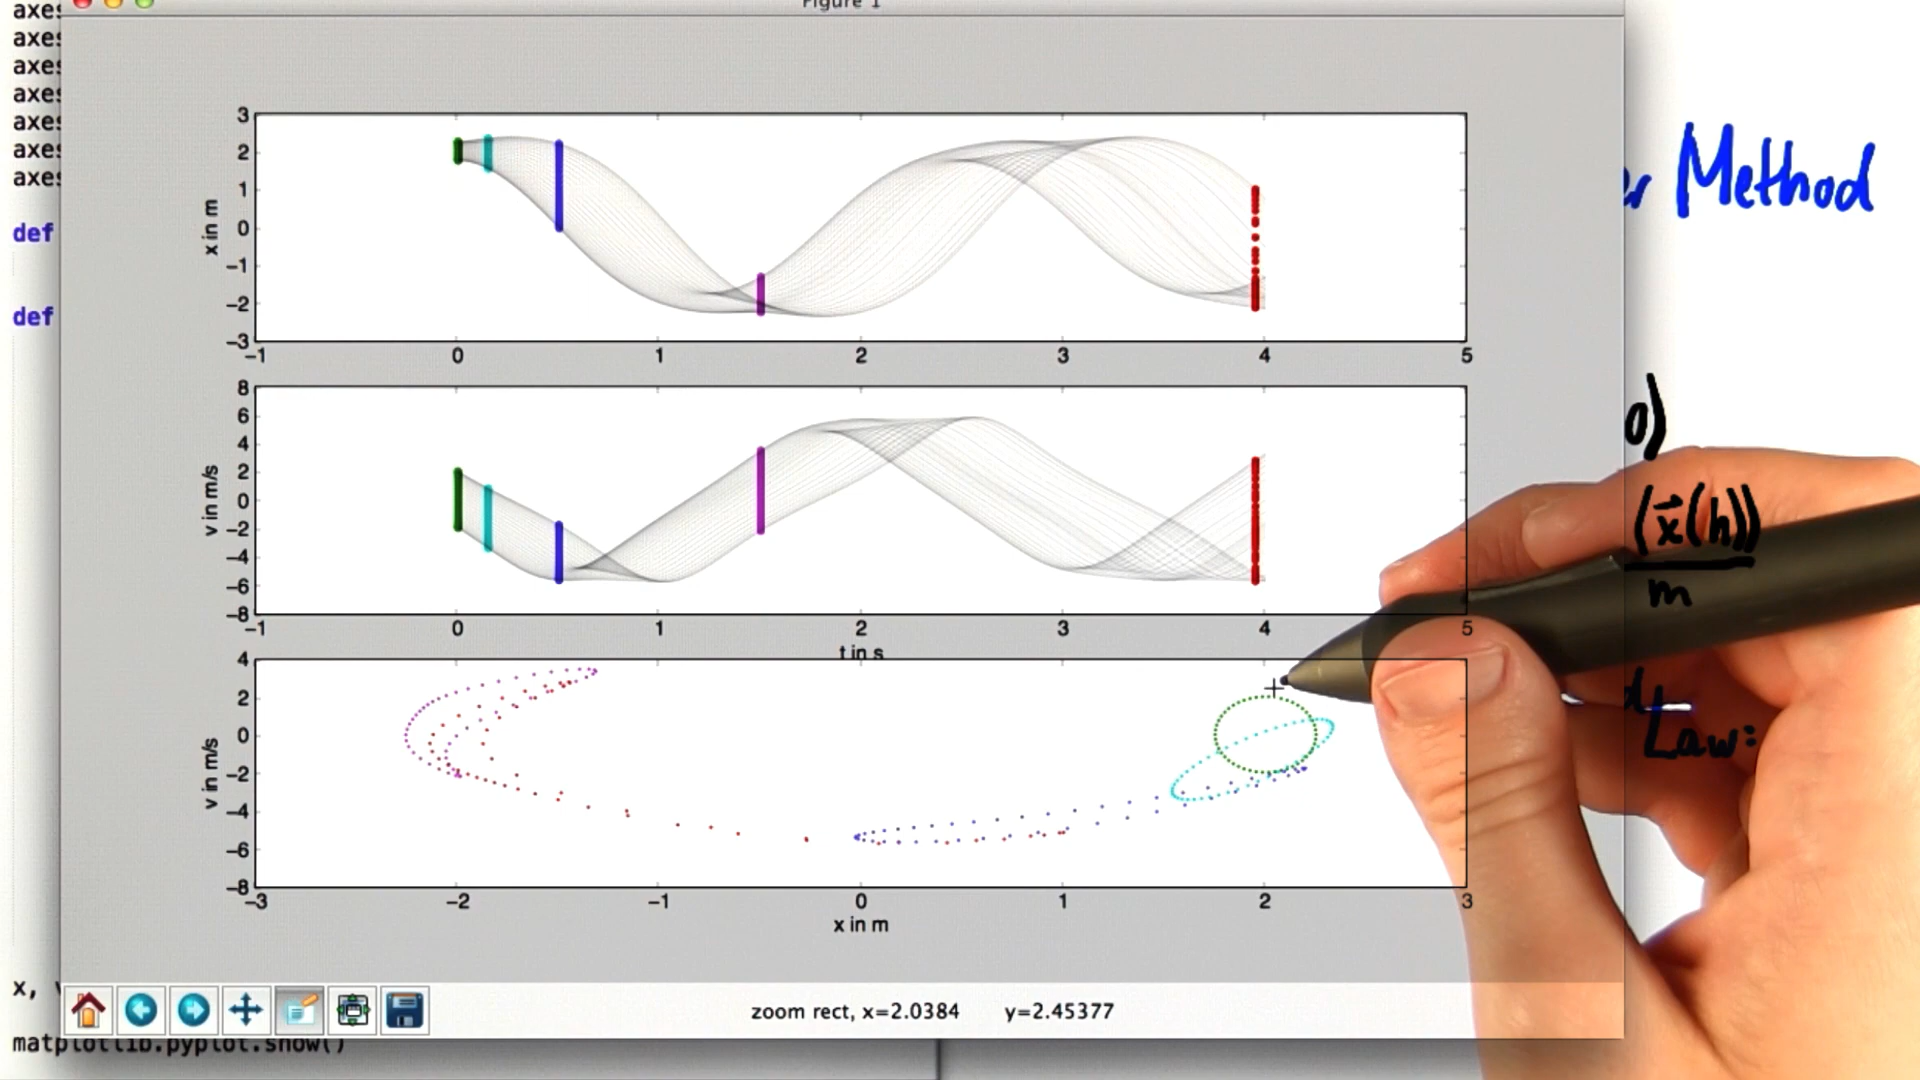 Figure 1
axes
axes
axes
axes
axes
axes
axes
def
def
x,
matplotlib.pyplot.show()
3
2
1
0
−1
−2
−3
x in m
−1 0 1 2 3 4 5
8
6
4
2
0
−2
−4
−6
−8
v in m/s
−1 0 1 2 3 4 5
t in s
4
2
0
−2
−4
−6
−8
v in m/s
−3 −2 −1 0 1 2 3
x in m
zoom rect, x=2.0384 y=2.45377
Method
0)
(x⃗(h))
m
Law: